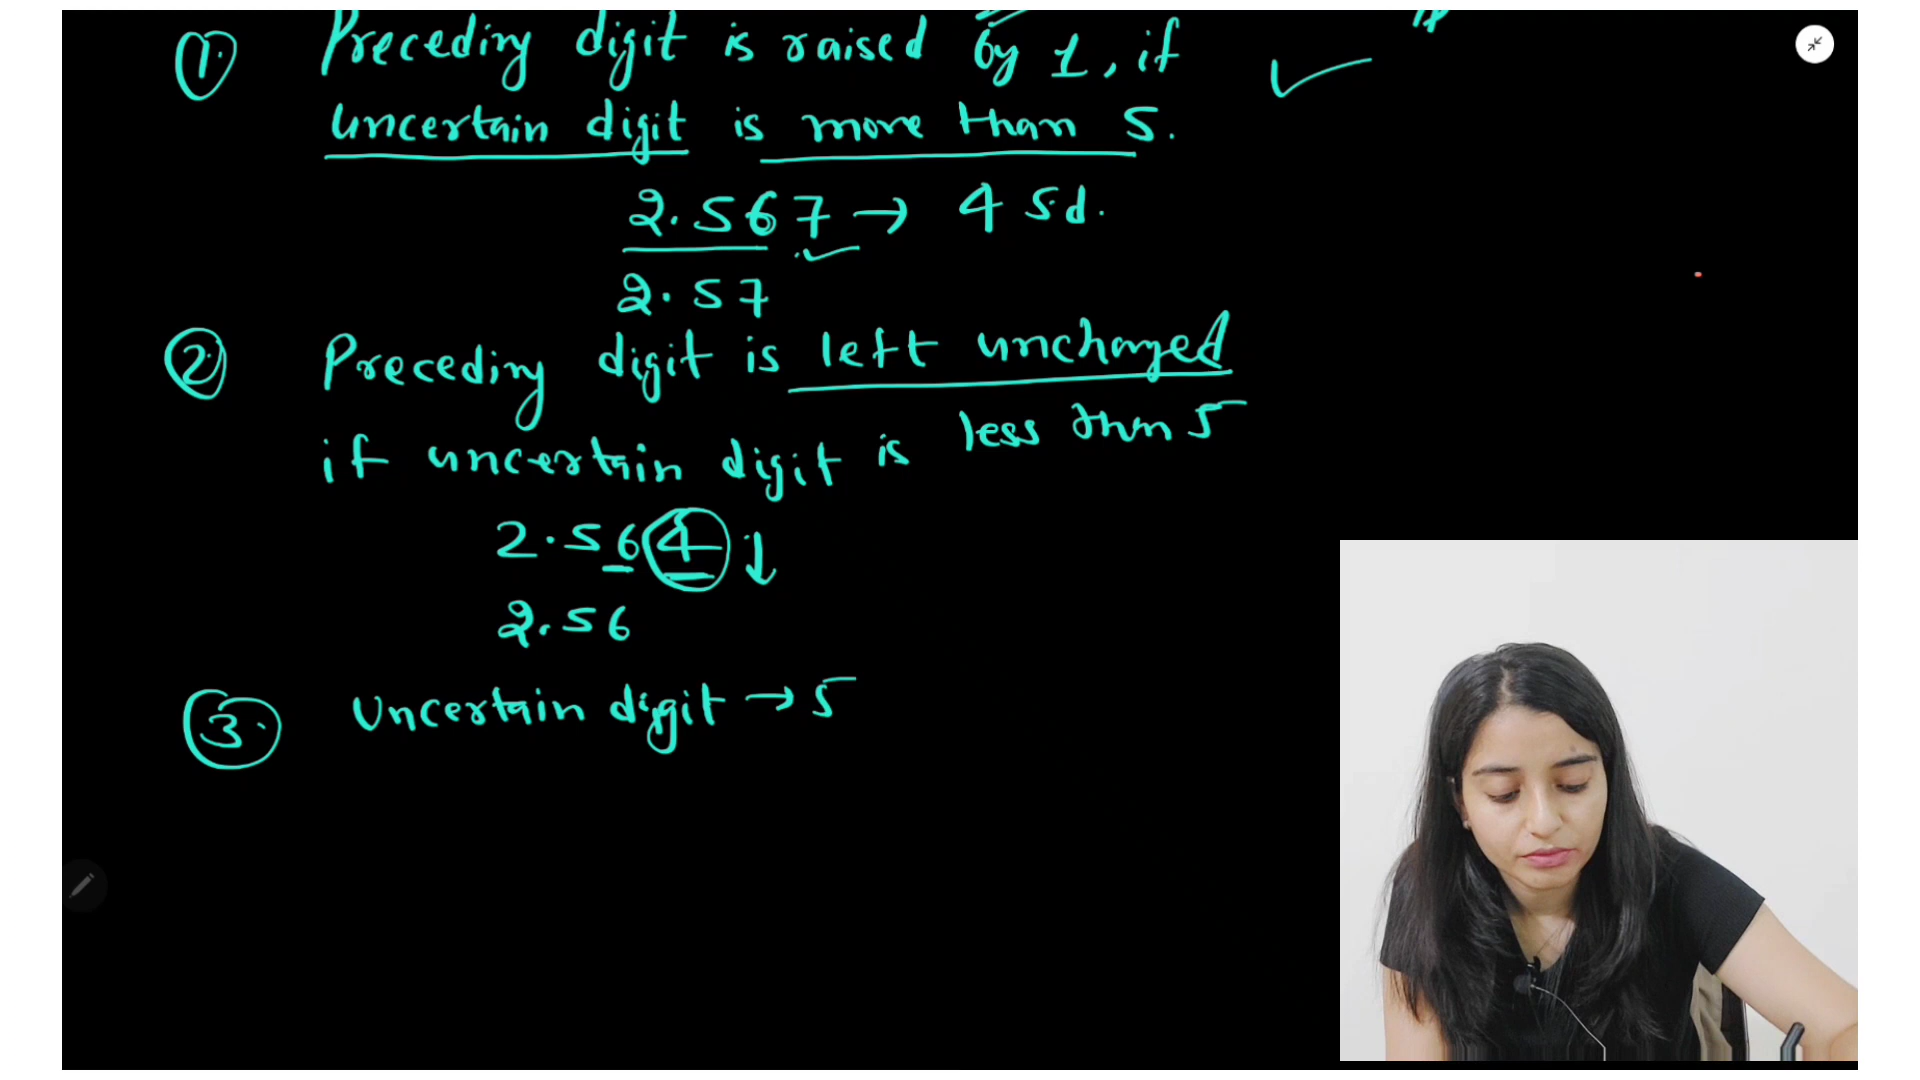 1. Preceding digit is raised by 1, if
uncertain digit is more than 5.
2.567 → 4 s.d.
2.57
2. Preceding digit is left unchanged
if uncertain digit is less than 5
2.564 ↓
2.56
3. Uncertain digit → 5